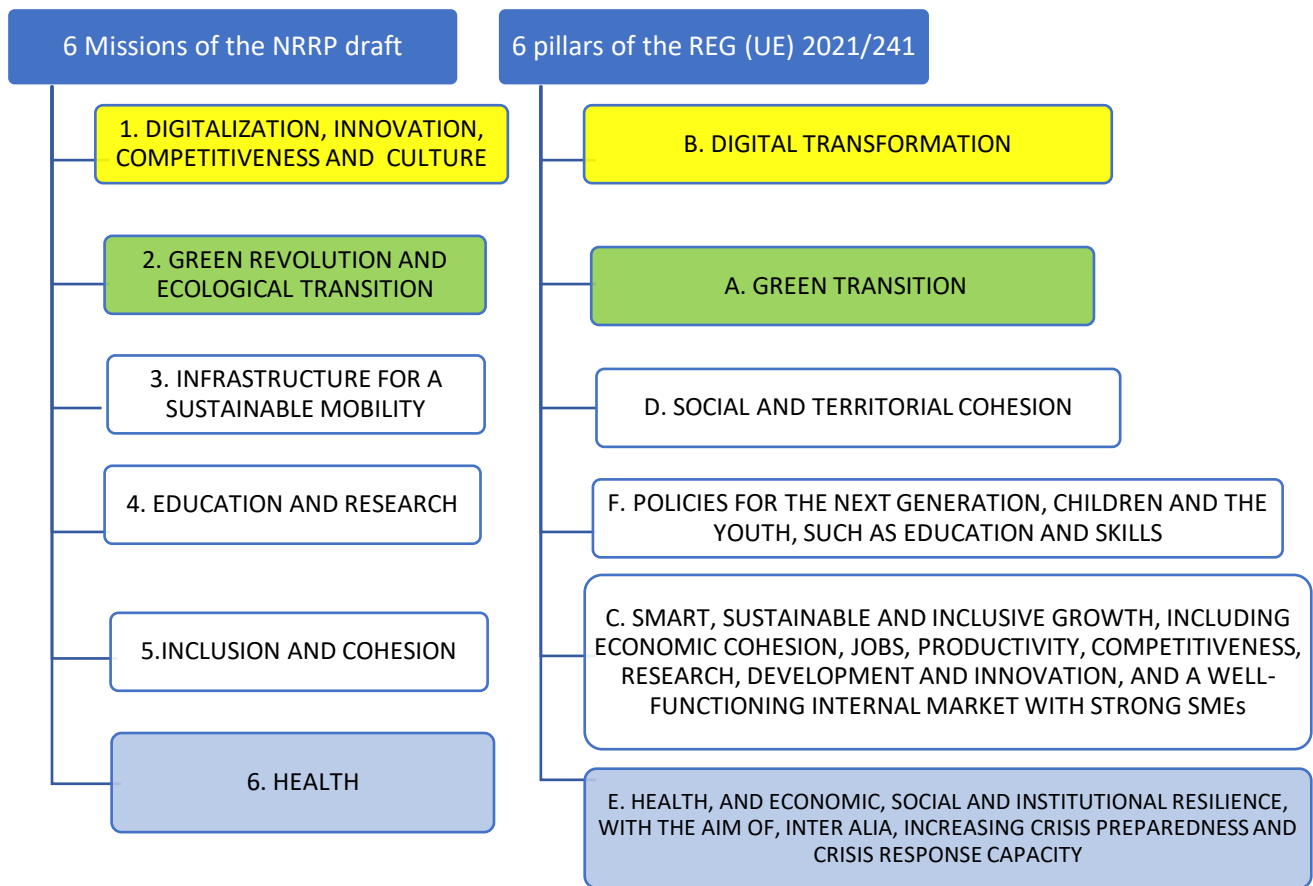 6 Missions of the NRRP draft
1. DIGITALIZATION, INNOVATION,
COMPETITIVENESS AND CULTURE
2. GREEN REVOLUTION AND
ECOLOGICAL TRANSITION
3. INFRASTRUCTURE FOR A
SUSTAINABLE MOBILITY
4. EDUCATION AND RESEARCH
5.INCLUSION AND COHESION
6. HEALTH
6 pillars of the REG (UE) 2021/241
B. DIGITAL TRANSFORMATION
A. GREEN TRANSITION
D. SOCIAL AND TERRITORIAL COHESION
F. POLICIES FOR THE NEXT GENERATION, CHILDREN AND THE
YOUTH, SUCH AS EDUCATION AND SKILLS
C. SMART, SUSTAINABLE AND INCLUSIVE GROWTH, INCLUDING
ECONOMIC COHESION, JOBS, PRODUCTIVITY, COMPETITIVENESS,
RESEARCH, DEVELOPMENT AND INNOVATION, AND A WELL-
FUNCTIONING INTERNAL MARKET WITH STRONG SMEs
E. HEALTH, AND ECONOMIC, SOCIAL AND INSTITUTIONAL RESILIENCE,
WITH THE AIM OF, INTER ALIA, INCREASING CRISIS PREPAREDNESS AND
CRISIS RESPONSE CAPACITY